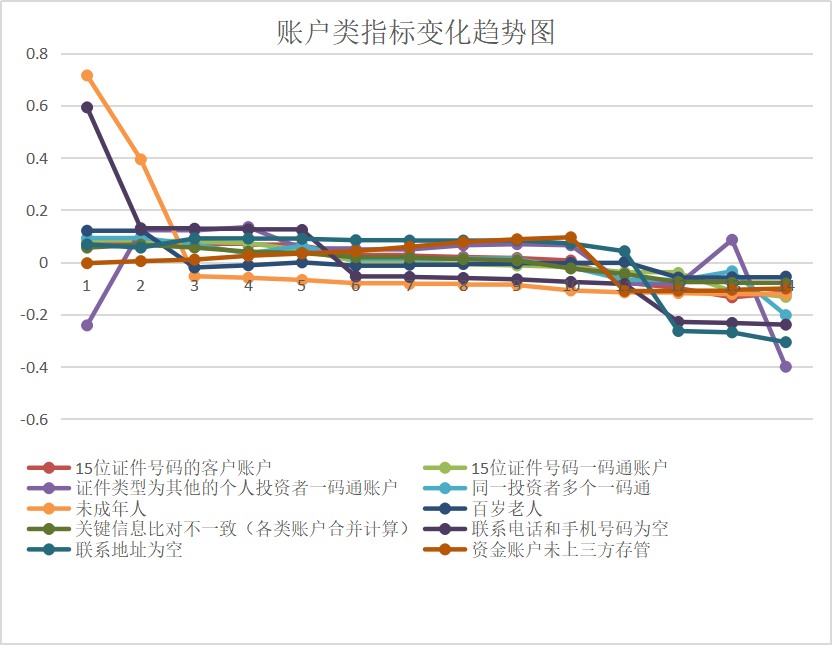 账户类指标变化趋势图
0.8
0.6
0.4
0.2
0
-0.2
-0.4
-0.6
1 2 3 4 5 6 7 8 9 10
15位证件号码的客户账户 15位证件号码一码通账户
证件类型为其他的个人投资者一码通账户 同一投资者多个一码通
未成年人 百岁老人
关键信息比对不一致（各类账户合并计算） 联系电话和手机号码为空
联系地址为空 资金账户未上三方存管